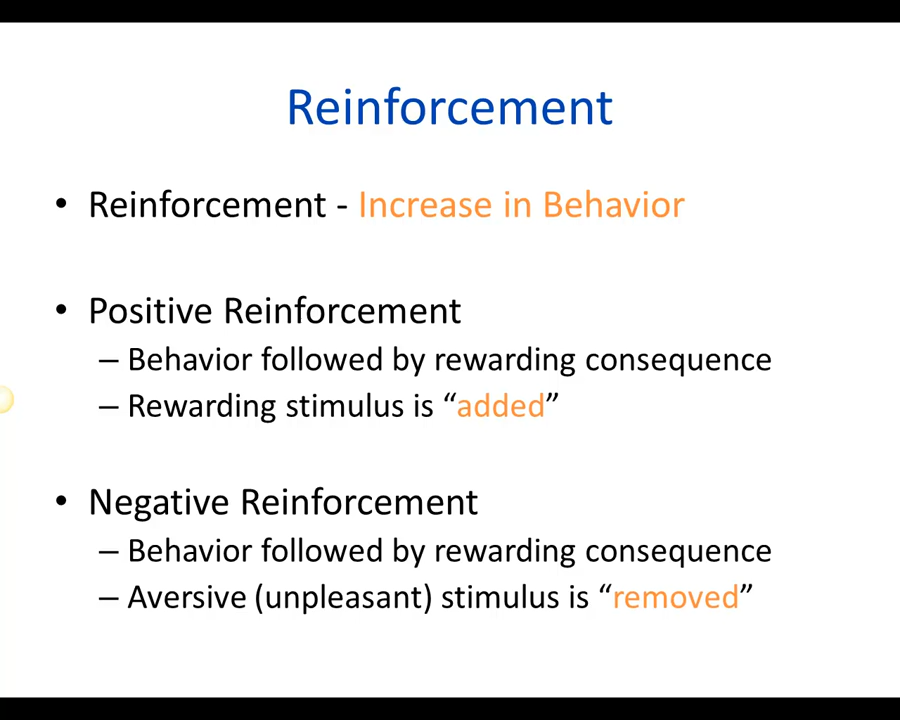 Reinforcement
• Reinforcement - Increase in Behavior
• Positive Reinforcement
– Behavior followed by rewarding consequence
– Rewarding stimulus is “added”
• Negative Reinforcement
– Behavior followed by rewarding consequence
– Aversive (unpleasant) stimulus is “removed”